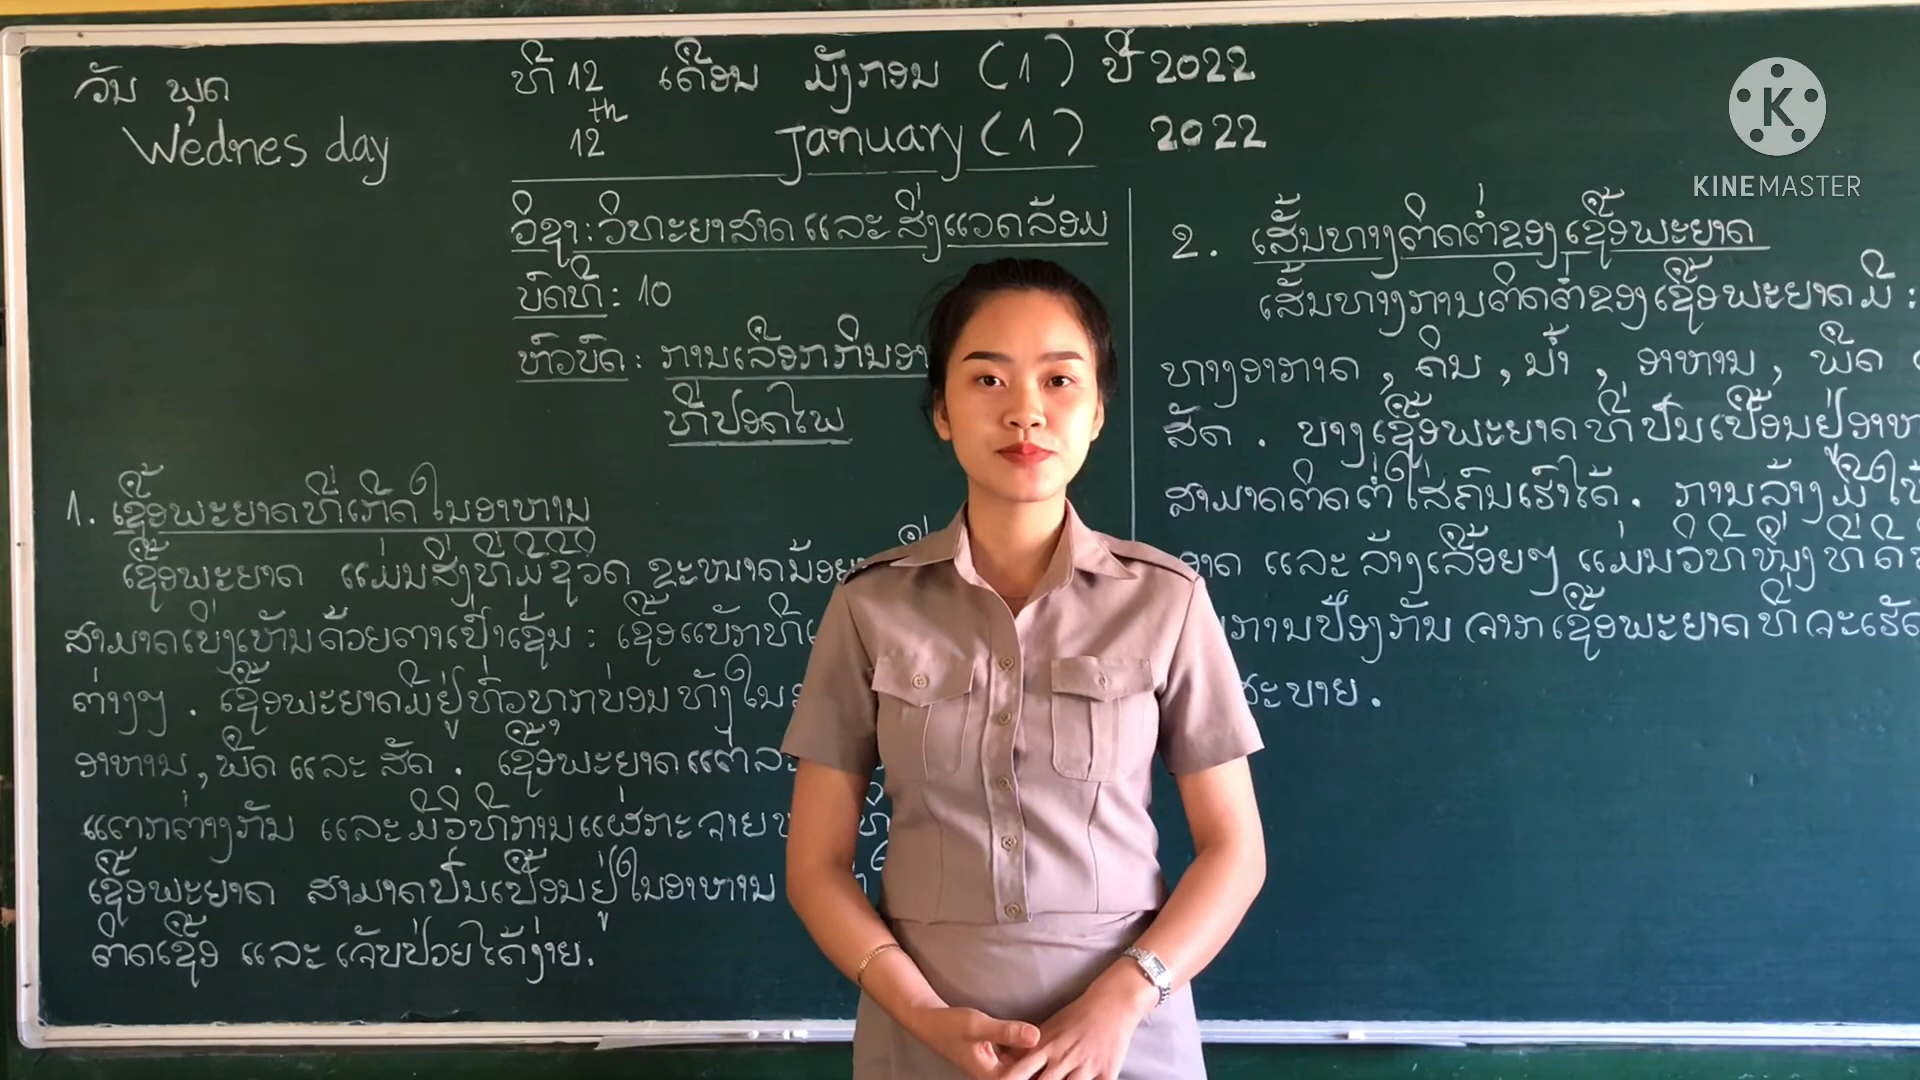 ວັນ ພຸດ ທີ 12 ເດືອນ ມັງກອນ (1) ປີ 2022
Wednesday 12th January (1) 2022
ວິຊາ: ວິທະຍາສາດ ແລະ ສິ່ງແວດລ້ອມ
ບົດທີ: 10
ຫົວບົດ: ການເລືອກກິນອາ
ທີ່ປອດໄພ
1. ເຊື້ອພະຍາດທີ່ເກີດໃນອາຫານ
ເຊື້ອພະຍາດ ແມ່ນສິ່ງທີ່ມີຊີວິດ ຂະໜາດນ້ອຍ
ສາມາດເບິ່ງເຫັນດ້ວຍຕາເປົ່າເຊັ່ນ: ເຊື້ອແບັກທີເ
ຕ່າງໆ. ເຊື້ອພະຍາດມີຢູ່ທົ່ວທຸກບ່ອນ ທັງໃນ
ອາຫານ, ພືດ ແລະ ສັດ. ເຊື້ອພະຍາດແຕ່ລະ
ແຕກຕ່າງກັນ ແລະມີວິທີການແຜ່ກະຈາຍ
ເຊື້ອພະຍາດ ສາມາດປົນເປື້ອນຢູ່ໃນອາຫານ
ຕິດເຊື້ອ ແລະ ເຈັບປ່ວຍໄດ້ງ່າຍ.
2. ເສັ້ນທາງຕິດຕໍ່ຂອງເຊື້ອພະຍາດ
ເສັ້ນທາງການຕິດຕໍ່ຂອງເຊື້ອພະຍາດມີ:
ທາງອາກາດ, ດິນ, ນ້ຳ, ອາຫານ, ພືດ
ສັດ. ບາງເຊື້ອພະຍາດທີ່ປົນເປື້ອນຢູ່ອາຫ
ສາມາດຕິດຕໍ່ໃສ່ຄົນເຮົາໄດ້. ການລ້າງມືໃຫ້
ອາດ ແລະ ລ້າງເລື້ອຍໆ ແມ່ນວິທີໜຶ່ງທີ່ດີ
ການປ້ອງກັນ ຈາກເຊື້ອພະຍາດທີ່ຈະເຮັດ
ສະບາຍ.
KINEMASTER